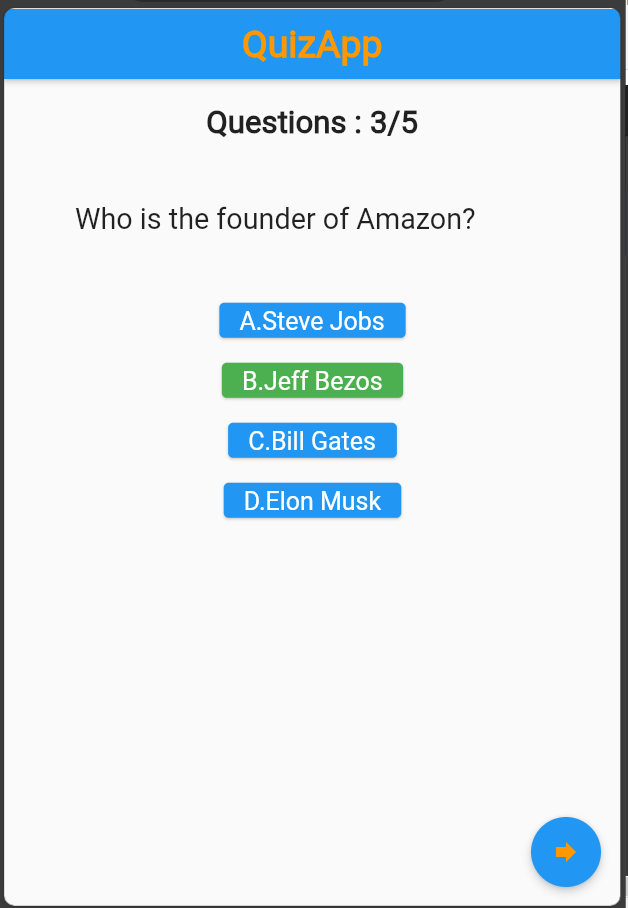 QuizApp
Questions : 3/5
Who is the founder of Amazon?
A.Steve Jobs
B.Jeff Bezos
C.Bill Gates
D.Elon Musk